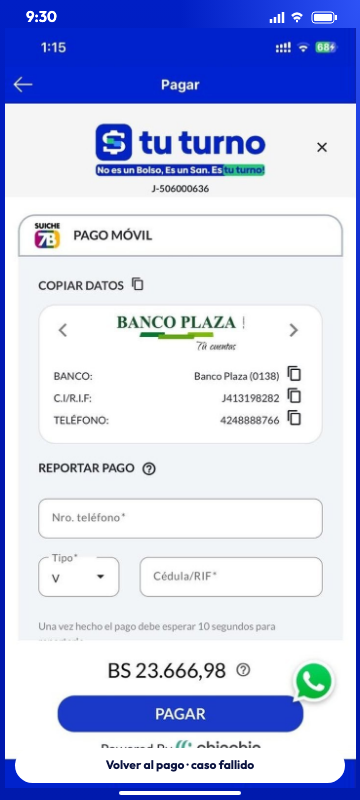 9:30
1:15
68
Pagar
tu turno
No es un Bolso, Es un San. Es tu turno!
J-506000636
SUICHE
7B
PAGO MÓVIL
COPIAR DATOS
BANCO PLAZA
Tú cuentas
BANCO: Banco Plaza (0138)
C.I/R.I.F: J413198282
TELÉFONO: 4248888766
REPORTAR PAGO
Nro. teléfono*
Tipo*
V
Cédula/RIF*
Una vez hecho el pago debe esperar 10 segundos para
BS 23.666,98
PAGAR
Powered By
Volver al pago · caso fallido